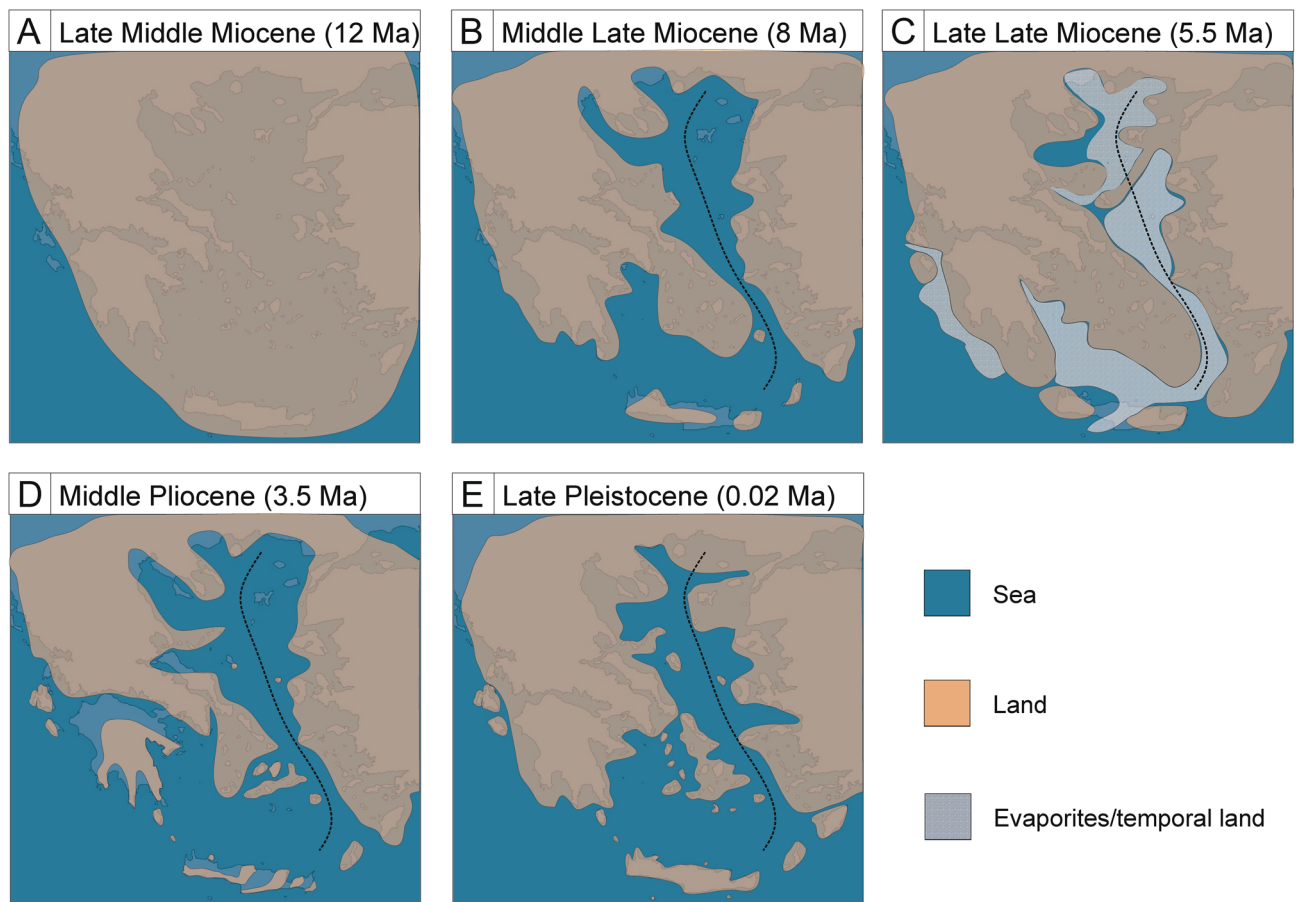 A Late Middle Miocene (12 Ma)
B Middle Late Miocene (8 Ma)
C Late Late Miocene (5.5 Ma)
D Middle Pliocene (3.5 Ma)
E Late Pleistocene (0.02 Ma)
Sea
Land
Evaporites/temporal land